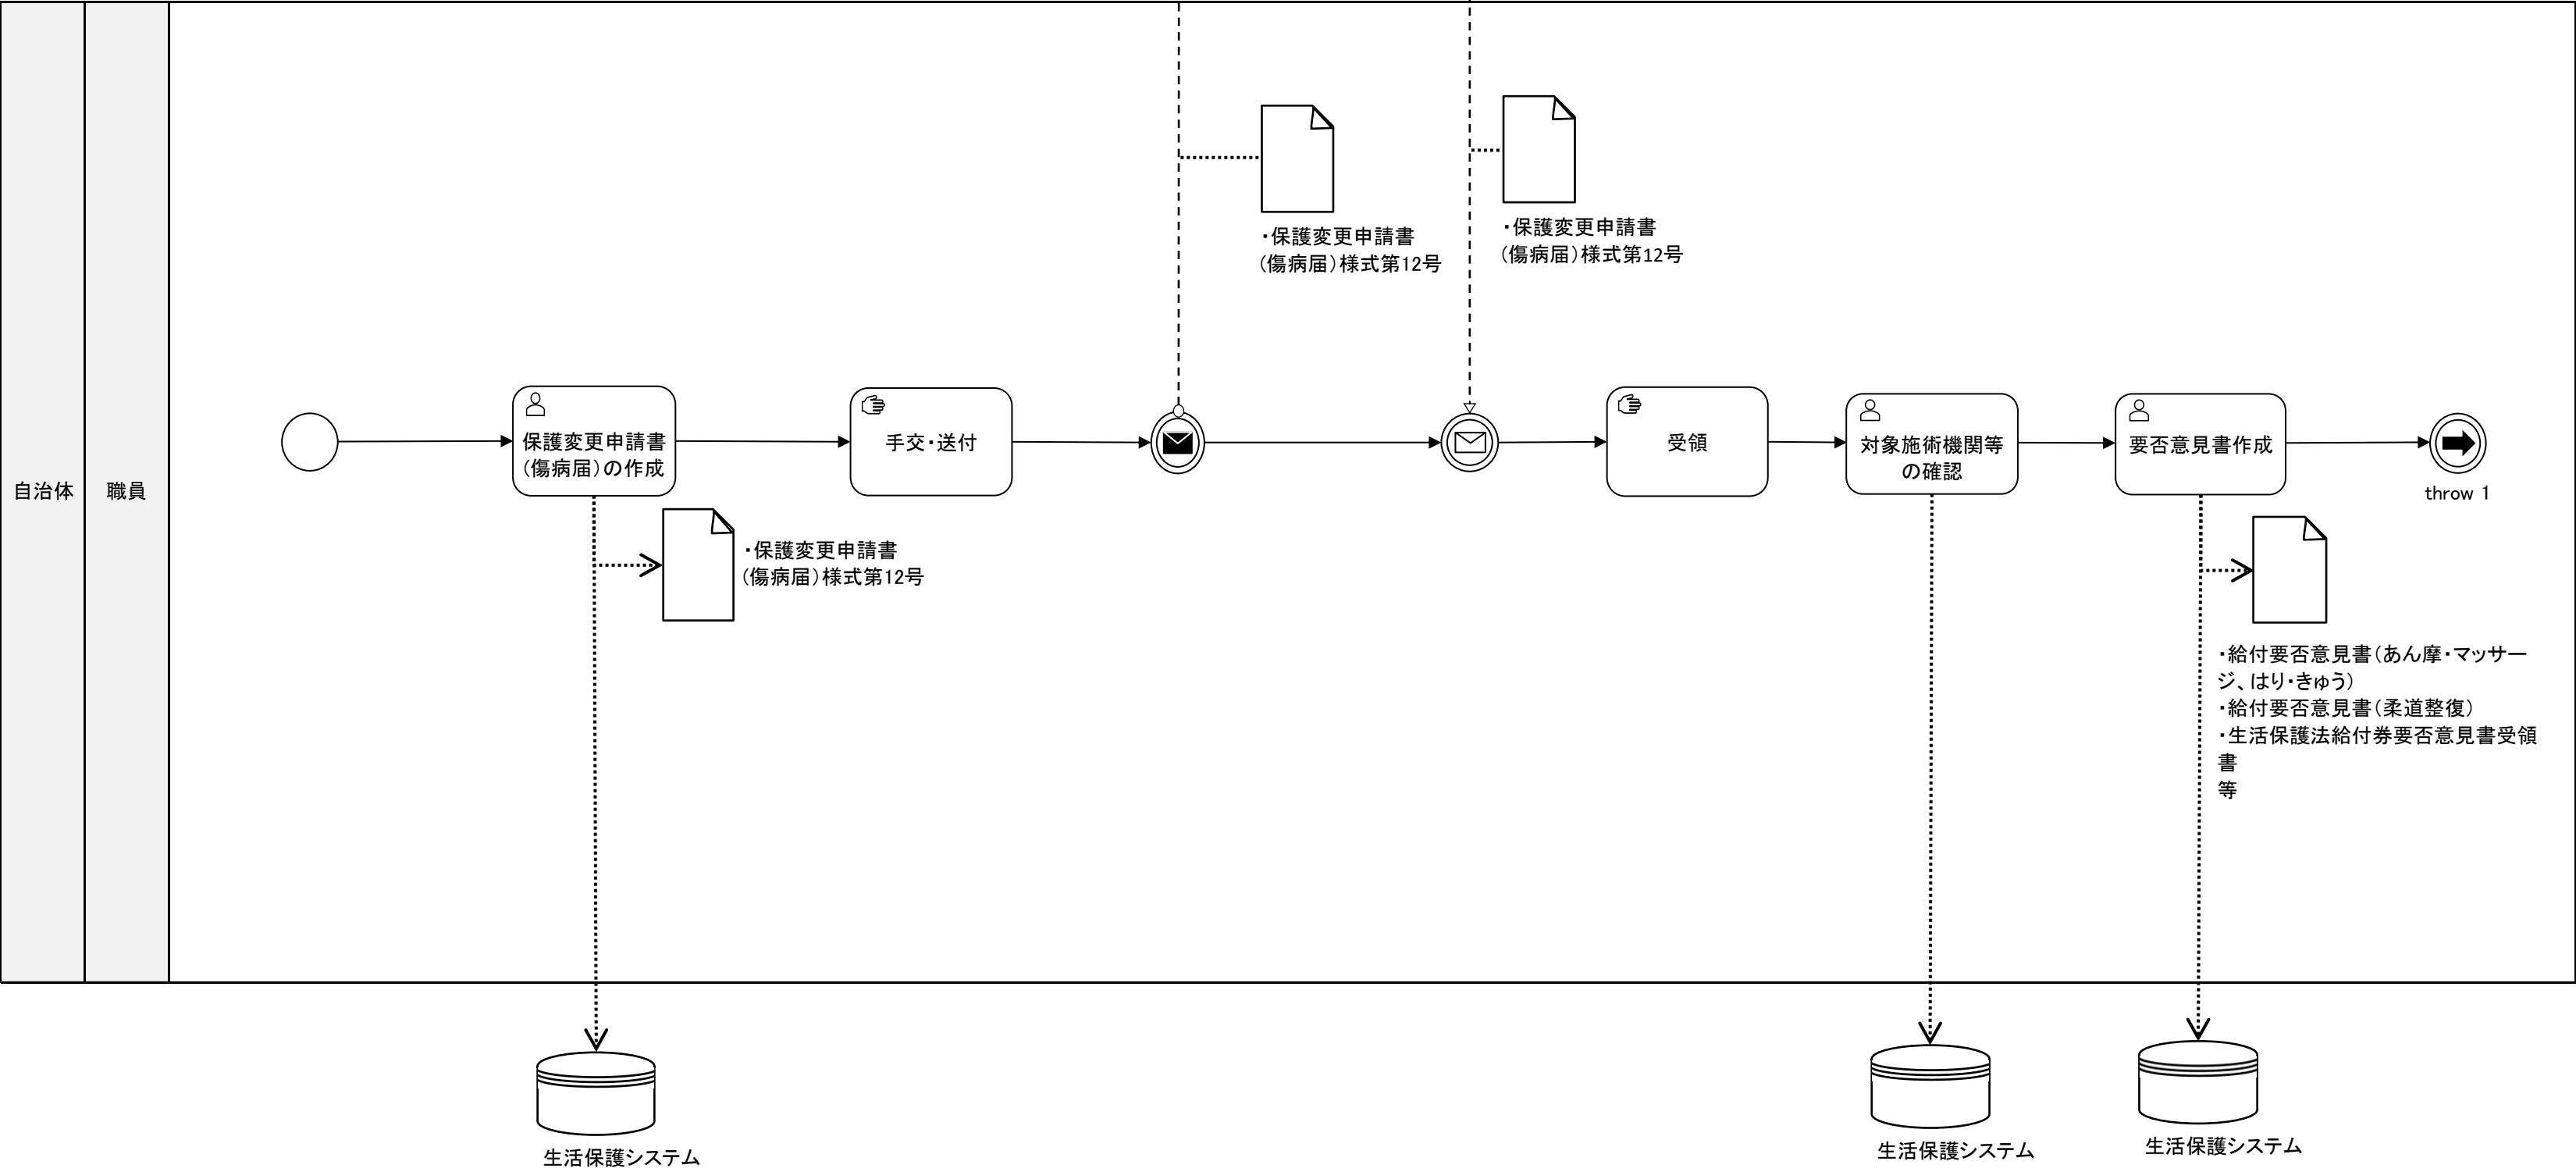 自治体
職員
・保護変更申請書
(傷病届)様式第12号
・保護変更申請書
(傷病届)様式第12号
保護変更申請書
(傷病届)の作成
手交・送付
受領
対象施術機関等
の確認
要否意見書作成
throw 1
・保護変更申請書
(傷病届)様式第12号
・給付要否意見書(あん摩・マッサー
ジ、はり・きゅう)
・給付要否意見書(柔道整復)
・生活保護法給付券要否意見書受領
書
等
生活保護システム
生活保護システム
生活保護システム